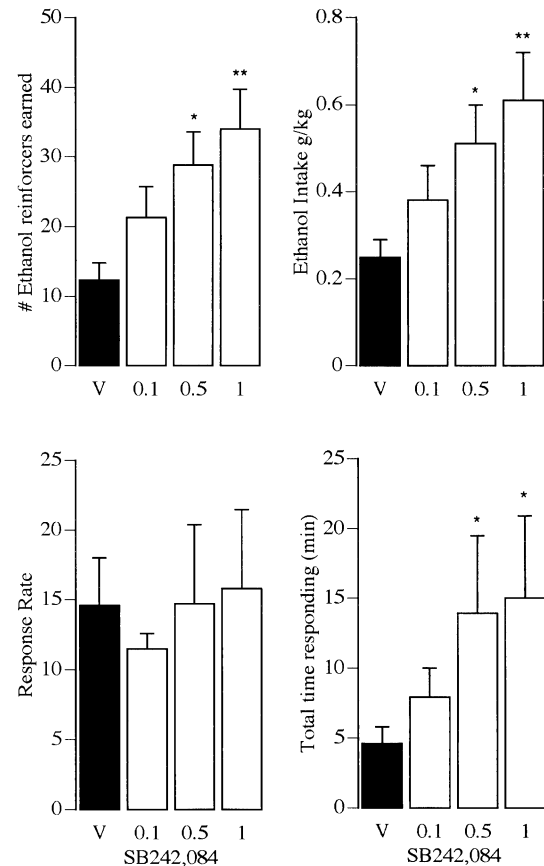 # Ethanol reinforcers earned
50
40
30
20
10
0
*
**
V 0.1 0.5 1
Ethanol Intake g/kg
0.8
0.6
0.4
0.2
0
*
**
V 0.1 0.5 1
Response Rate
25
20
15
10
5
0
V 0.1 0.5 1
SB242,084
Total time responding (min)
25
20
15
10
5
0
*
*
V 0.1 0.5 1
SB242,084